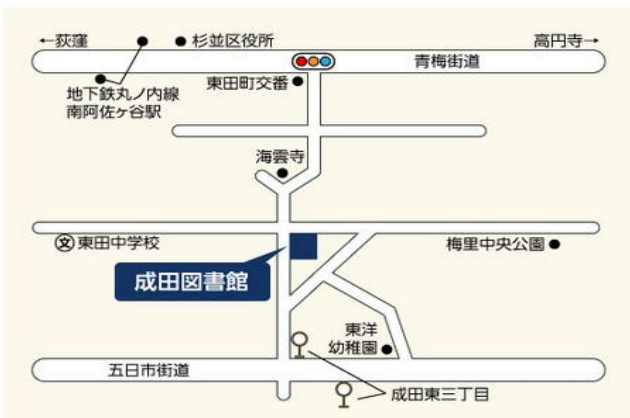 ←荻窪
杉並区役所
高円寺→
青梅街道
地下鉄丸ノ内線
南阿佐ヶ谷駅
東田町交番
海雲寺
文 東田中学校
梅里中央公園
成田図書館
東洋
幼稚園
五日市街道
成田東三丁目